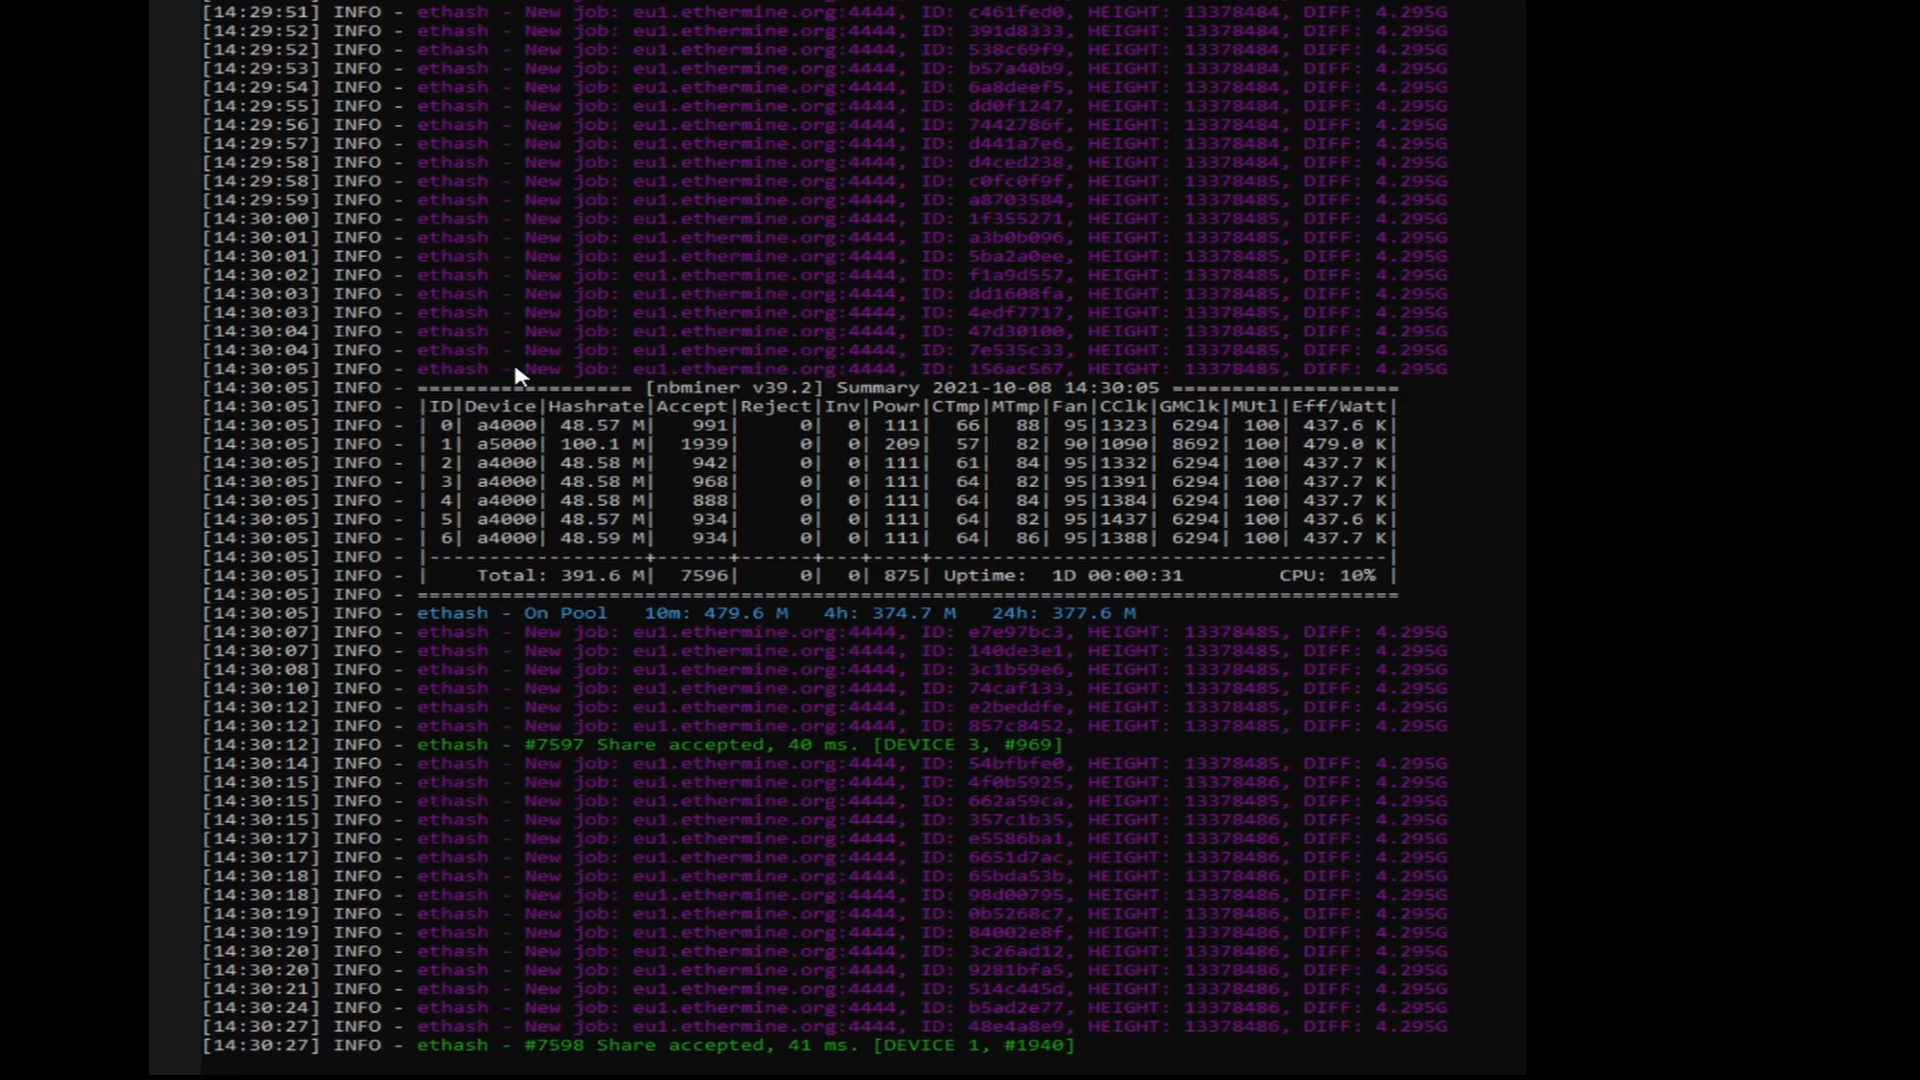 [14:29:51] INFO - ethash - New job: eu1.ethermine.org:4444, ID: c461fed0, HEIGHT: 13378484, DIFF: 4.295G
[14:29:52] INFO - ethash - New job: eu1.ethermine.org:4444, ID: 391d8333, HEIGHT: 13378484, DIFF: 4.295G
[14:29:52] INFO - ethash - New job: eu1.ethermine.org:4444, ID: 538c69f9, HEIGHT: 13378484, DIFF: 4.295G
[14:29:53] INFO - ethash - New job: eu1.ethermine.org:4444, ID: b57a40b9, HEIGHT: 13378484, DIFF: 4.295G
[14:29:54] INFO - ethash - New job: eu1.ethermine.org:4444, ID: 6a8deef5, HEIGHT: 13378484, DIFF: 4.295G
[14:29:55] INFO - ethash - New job: eu1.ethermine.org:4444, ID: dd0f1247, HEIGHT: 13378484, DIFF: 4.295G
[14:29:56] INFO - ethash - New job: eu1.ethermine.org:4444, ID: 7442786f, HEIGHT: 13378484, DIFF: 4.295G
[14:29:57] INFO - ethash - New job: eu1.ethermine.org:4444, ID: d441a7e6, HEIGHT: 13378484, DIFF: 4.295G
[14:29:58] INFO - ethash - New job: eu1.ethermine.org:4444, ID: d4ced238, HEIGHT: 13378484, DIFF: 4.295G
[14:29:58] INFO - ethash - New job: eu1.ethermine.org:4444, ID: c0fc0f9f, HEIGHT: 13378485, DIFF: 4.295G
[14:29:59] INFO - ethash - New job: eu1.ethermine.org:4444, ID: a8703584, HEIGHT: 13378485, DIFF: 4.295G
[14:30:00] INFO - ethash - New job: eu1.ethermine.org:4444, ID: 1f355271, HEIGHT: 13378485, DIFF: 4.295G
[14:30:01] INFO - ethash - New job: eu1.ethermine.org:4444, ID: a3b0b096, HEIGHT: 13378485, DIFF: 4.295G
[14:30:01] INFO - ethash - New job: eu1.ethermine.org:4444, ID: 5ba2a0ee, HEIGHT: 13378485, DIFF: 4.295G
[14:30:02] INFO - ethash - New job: eu1.ethermine.org:4444, ID: f1a9d557, HEIGHT: 13378485, DIFF: 4.295G
[14:30:03] INFO - ethash - New job: eu1.ethermine.org:4444, ID: dd1608fa, HEIGHT: 13378485, DIFF: 4.295G
[14:30:03] INFO - ethash - New job: eu1.ethermine.org:4444, ID: 4edf7717, HEIGHT: 13378485, DIFF: 4.295G
[14:30:04] INFO - ethash - New job: eu1.ethermine.org:4444, ID: 47d30100, HEIGHT: 13378485, DIFF: 4.295G
[14:30:04] INFO - ethash - New job: eu1.ethermine.org:4444, ID: 7e535c33, HEIGHT: 13378485, DIFF: 4.295G
[14:30:05] INFO - ethash - New job: eu1.ethermine.org:4444, ID: 156ac567, HEIGHT: 13378485, DIFF: 4.295G
[14:30:05] INFO - ================== [nbminer v39.2] Summary 2021-10-08 14:30:05 ===================
[14:30:05] INFO - |ID|Device|Hashrate|Accept|Reject|Inv|Powr|CTmp|MTmp|Fan|CClk|GMClk|MUtl|Eff/Watt|
[14:30:05] INFO - | 0| a4000| 48.57 M|   991|     0|  0| 111|  66|  88| 95|1323| 6294| 100| 437.6 K|
[14:30:05] INFO - | 1| a5000| 100.1 M|  1939|     0|  0| 209|  57|  82| 90|1090| 8692| 100| 479.0 K|
[14:30:05] INFO - | 2| a4000| 48.58 M|   942|     0|  0| 111|  61|  84| 95|1332| 6294| 100| 437.7 K|
[14:30:05] INFO - | 3| a4000| 48.58 M|   968|     0|  0| 111|  64|  82| 95|1391| 6294| 100| 437.7 K|
[14:30:05] INFO - | 4| a4000| 48.58 M|   888|     0|  0| 111|  64|  84| 95|1384| 6294| 100| 437.7 K|
[14:30:05] INFO - | 5| a4000| 48.57 M|   934|     0|  0| 111|  64|  82| 95|1437| 6294| 100| 437.6 K|
[14:30:05] INFO - | 6| a4000| 48.59 M|   934|     0|  0| 111|  64|  86| 95|1388| 6294| 100| 437.7 K|
[14:30:05] INFO - |------------------+------+------+---+----+--------------------------------------|
[14:30:05] INFO - |    Total: 391.6 M|  7596|     0|  0| 875| Uptime:  1D 00:00:31        CPU: 10% |
[14:30:05] INFO - ==================================================================================
[14:30:05] INFO - ethash - On Pool   10m: 479.6 M   4h: 374.7 M   24h: 377.6 M
[14:30:07] INFO - ethash - New job: eu1.ethermine.org:4444, ID: e7e97bc3, HEIGHT: 13378485, DIFF: 4.295G
[14:30:07] INFO - ethash - New job: eu1.ethermine.org:4444, ID: 140de3e1, HEIGHT: 13378485, DIFF: 4.295G
[14:30:08] INFO - ethash - New job: eu1.ethermine.org:4444, ID: 3c1b59e6, HEIGHT: 13378485, DIFF: 4.295G
[14:30:10] INFO - ethash - New job: eu1.ethermine.org:4444, ID: 74caf133, HEIGHT: 13378485, DIFF: 4.295G
[14:30:12] INFO - ethash - New job: eu1.ethermine.org:4444, ID: e2beddfe, HEIGHT: 13378485, DIFF: 4.295G
[14:30:12] INFO - ethash - New job: eu1.ethermine.org:4444, ID: 857c8452, HEIGHT: 13378485, DIFF: 4.295G
[14:30:12] INFO - ethash - #7597 Share accepted, 40 ms. [DEVICE 3, #969]
[14:30:14] INFO - ethash - New job: eu1.ethermine.org:4444, ID: 54bfbfe0, HEIGHT: 13378485, DIFF: 4.295G
[14:30:15] INFO - ethash - New job: eu1.ethermine.org:4444, ID: 4f0b5925, HEIGHT: 13378486, DIFF: 4.295G
[14:30:15] INFO - ethash - New job: eu1.ethermine.org:4444, ID: 662a59ca, HEIGHT: 13378486, DIFF: 4.295G
[14:30:15] INFO - ethash - New job: eu1.ethermine.org:4444, ID: 357c1b35, HEIGHT: 13378486, DIFF: 4.295G
[14:30:17] INFO - ethash - New job: eu1.ethermine.org:4444, ID: e5586ba1, HEIGHT: 13378486, DIFF: 4.295G
[14:30:17] INFO - ethash - New job: eu1.ethermine.org:4444, ID: 6651d7ac, HEIGHT: 13378486, DIFF: 4.295G
[14:30:18] INFO - ethash - New job: eu1.ethermine.org:4444, ID: 65bda53b, HEIGHT: 13378486, DIFF: 4.295G
[14:30:18] INFO - ethash - New job: eu1.ethermine.org:4444, ID: 98d00795, HEIGHT: 13378486, DIFF: 4.295G
[14:30:19] INFO - ethash - New job: eu1.ethermine.org:4444, ID: 0b5268c7, HEIGHT: 13378486, DIFF: 4.295G
[14:30:19] INFO - ethash - New job: eu1.ethermine.org:4444, ID: 84002e8f, HEIGHT: 13378486, DIFF: 4.295G
[14:30:20] INFO - ethash - New job: eu1.ethermine.org:4444, ID: 3c26ad12, HEIGHT: 13378486, DIFF: 4.295G
[14:30:20] INFO - ethash - New job: eu1.ethermine.org:4444, ID: 9281bfa5, HEIGHT: 13378486, DIFF: 4.295G
[14:30:21] INFO - ethash - New job: eu1.ethermine.org:4444, ID: 514c445d, HEIGHT: 13378486, DIFF: 4.295G
[14:30:24] INFO - ethash - New job: eu1.ethermine.org:4444, ID: b5ad2e77, HEIGHT: 13378486, DIFF: 4.295G
[14:30:27] INFO - ethash - New job: eu1.ethermine.org:4444, ID: 48e4a8e9, HEIGHT: 13378486, DIFF: 4.295G
[14:30:27] INFO - ethash - #7598 Share accepted, 41 ms. [DEVICE 1, #1940]